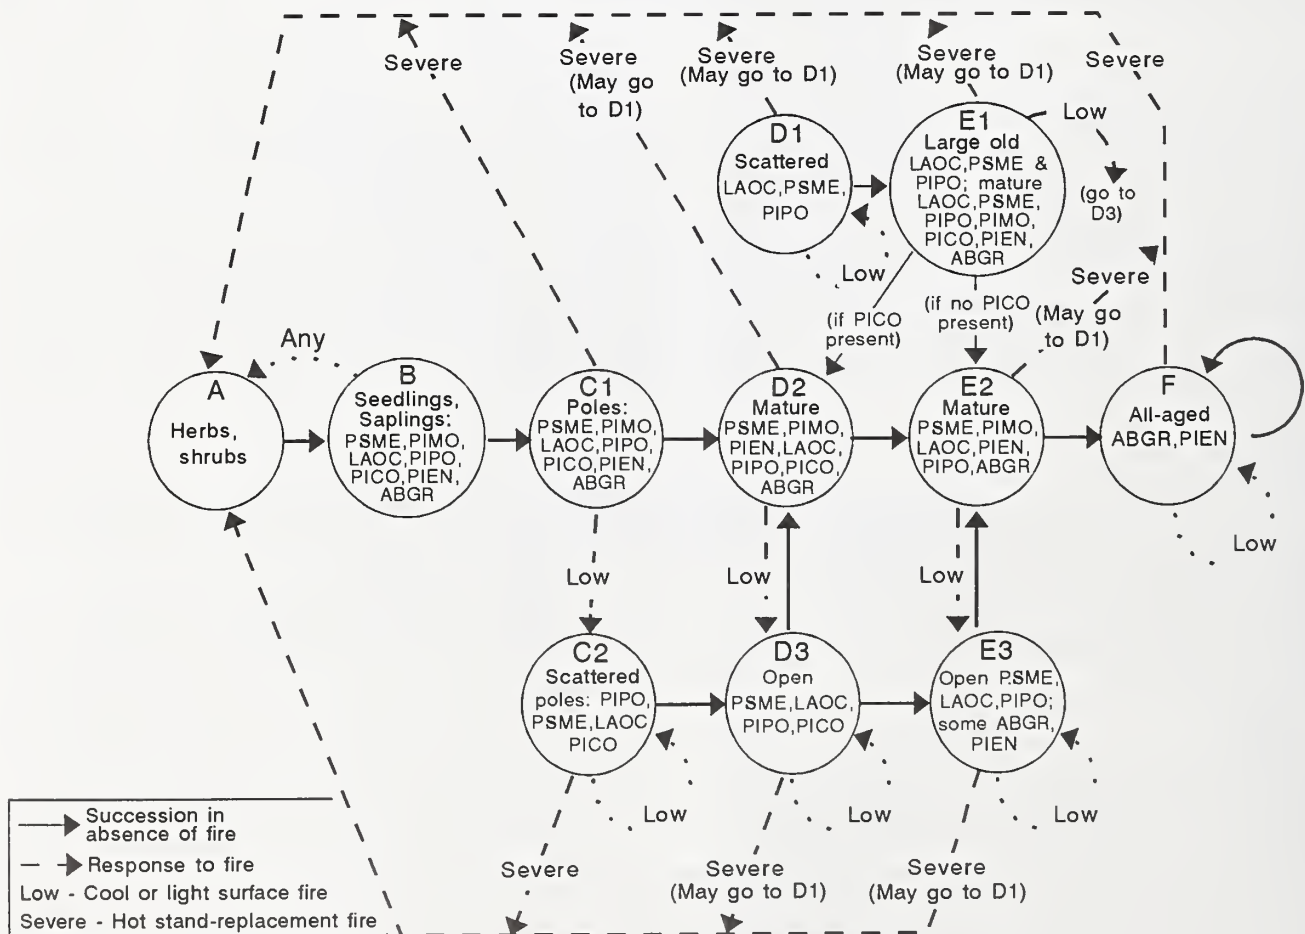 Severe
Severe
(May go
to D1)
Severe
(May go to D1)
Severe
(May go to D1)
Severe
D1
Scattered
LAOC,PSME,
PIPO
Low
E1
Large old
LAOC,PSME &
PIPO; mature
LAOC,PSME,
PIPO,PIMO,
PICO,PIEN,
ABGR
Low
(go to
D3)
(if PICO
present)
(if no PICO
present)
Severe
(May go
to D1)
Any
A
Herbs,
shrubs
B
Seedlings,
Saplings:
PSME,PIMO,
LAOC,PIPO,
PICO,PIEN,
ABGR
C1
Poles:
PSME,PIMO,
LAOC,PIPO,
PICO,PIEN,
ABGR
D2
Mature
PSME,PIMO,
PIEN,LAOC,
PIPO,PICO,
ABGR
E2
Mature
PSME,PIMO,
LAOC,PIEN,
PIPO,ABGR
F
All-aged
ABGR,PIEN
Low
Low
Low
Low
C2
Scattered
poles: PIPO,
PSME,LAOC
PICO
D3
Open
PSME,LAOC,
PIPO,PICO
E3
Open PSME,
LAOC,PIPO;
some ABGR,
PIEN
Low
Low
Low
Severe
Severe
(May go to D1)
Severe
(May go to D1)
Succession in
absence of fire
Response to fire
Low - Cool or light surface fire
Severe - Hot stand-replacement fire